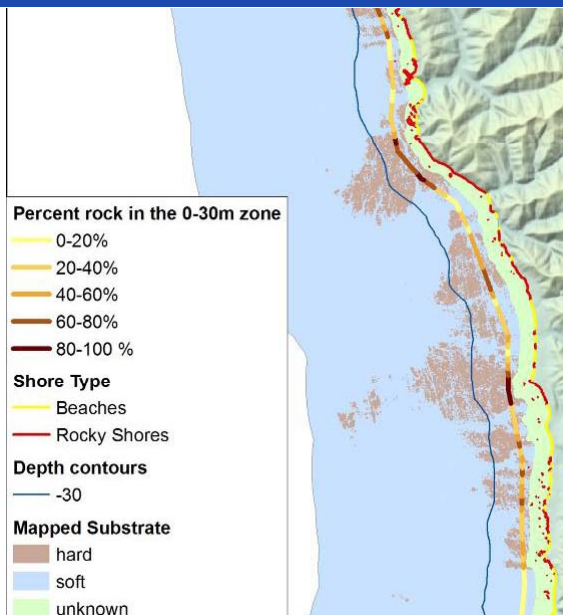 Percent rock in the 0-30m zone
0-20%
20-40%
40-60%
60-80%
80-100 %
Shore Type
Beaches
Rocky Shores
Depth contours
-30
Mapped Substrate
hard
soft
unknown